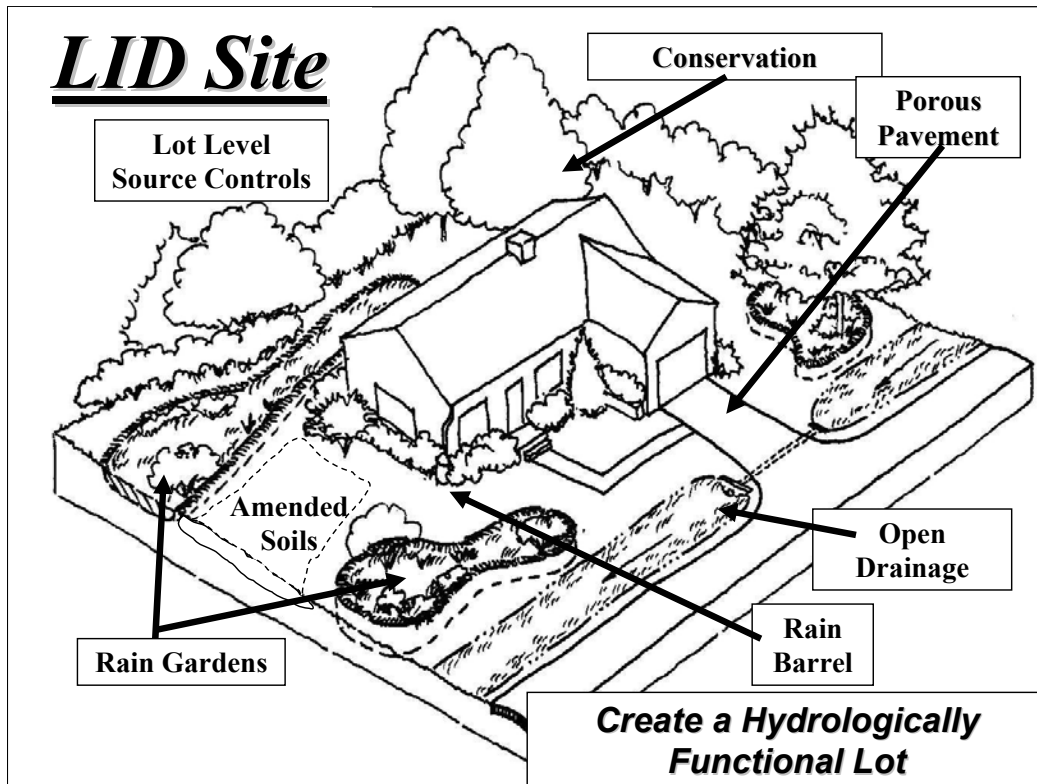 LID Site
Lot Level
Source Controls
Conservation
Porous
Pavement
Amended
Soils
Open
Drainage
Rain Gardens
Rain
Barrel
Create a Hydrologically
Functional Lot